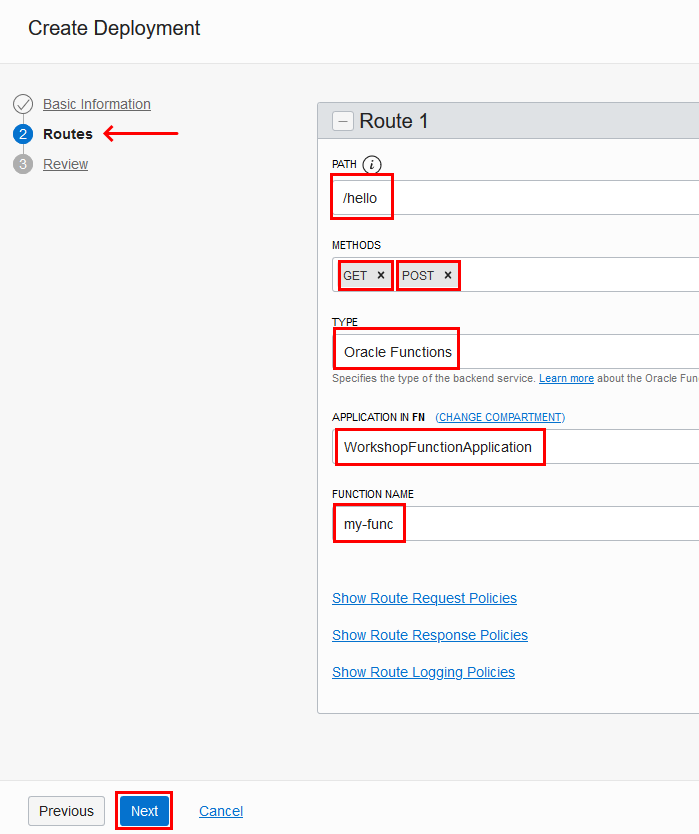 Create Deployment
Basic Information
2 Routes
3 Review
Route 1
PATH i
/hello
METHODS
GET × POST ×
TYPE
Oracle Functions
Specifies the type of the backend service. Learn more about the Oracle Fun
APPLICATION IN FN (CHANGE COMPARTMENT)
WorkshopFunctionApplication
FUNCTION NAME
my-func
Show Route Request Policies
Show Route Response Policies
Show Route Logging Policies
Previous Next Cancel